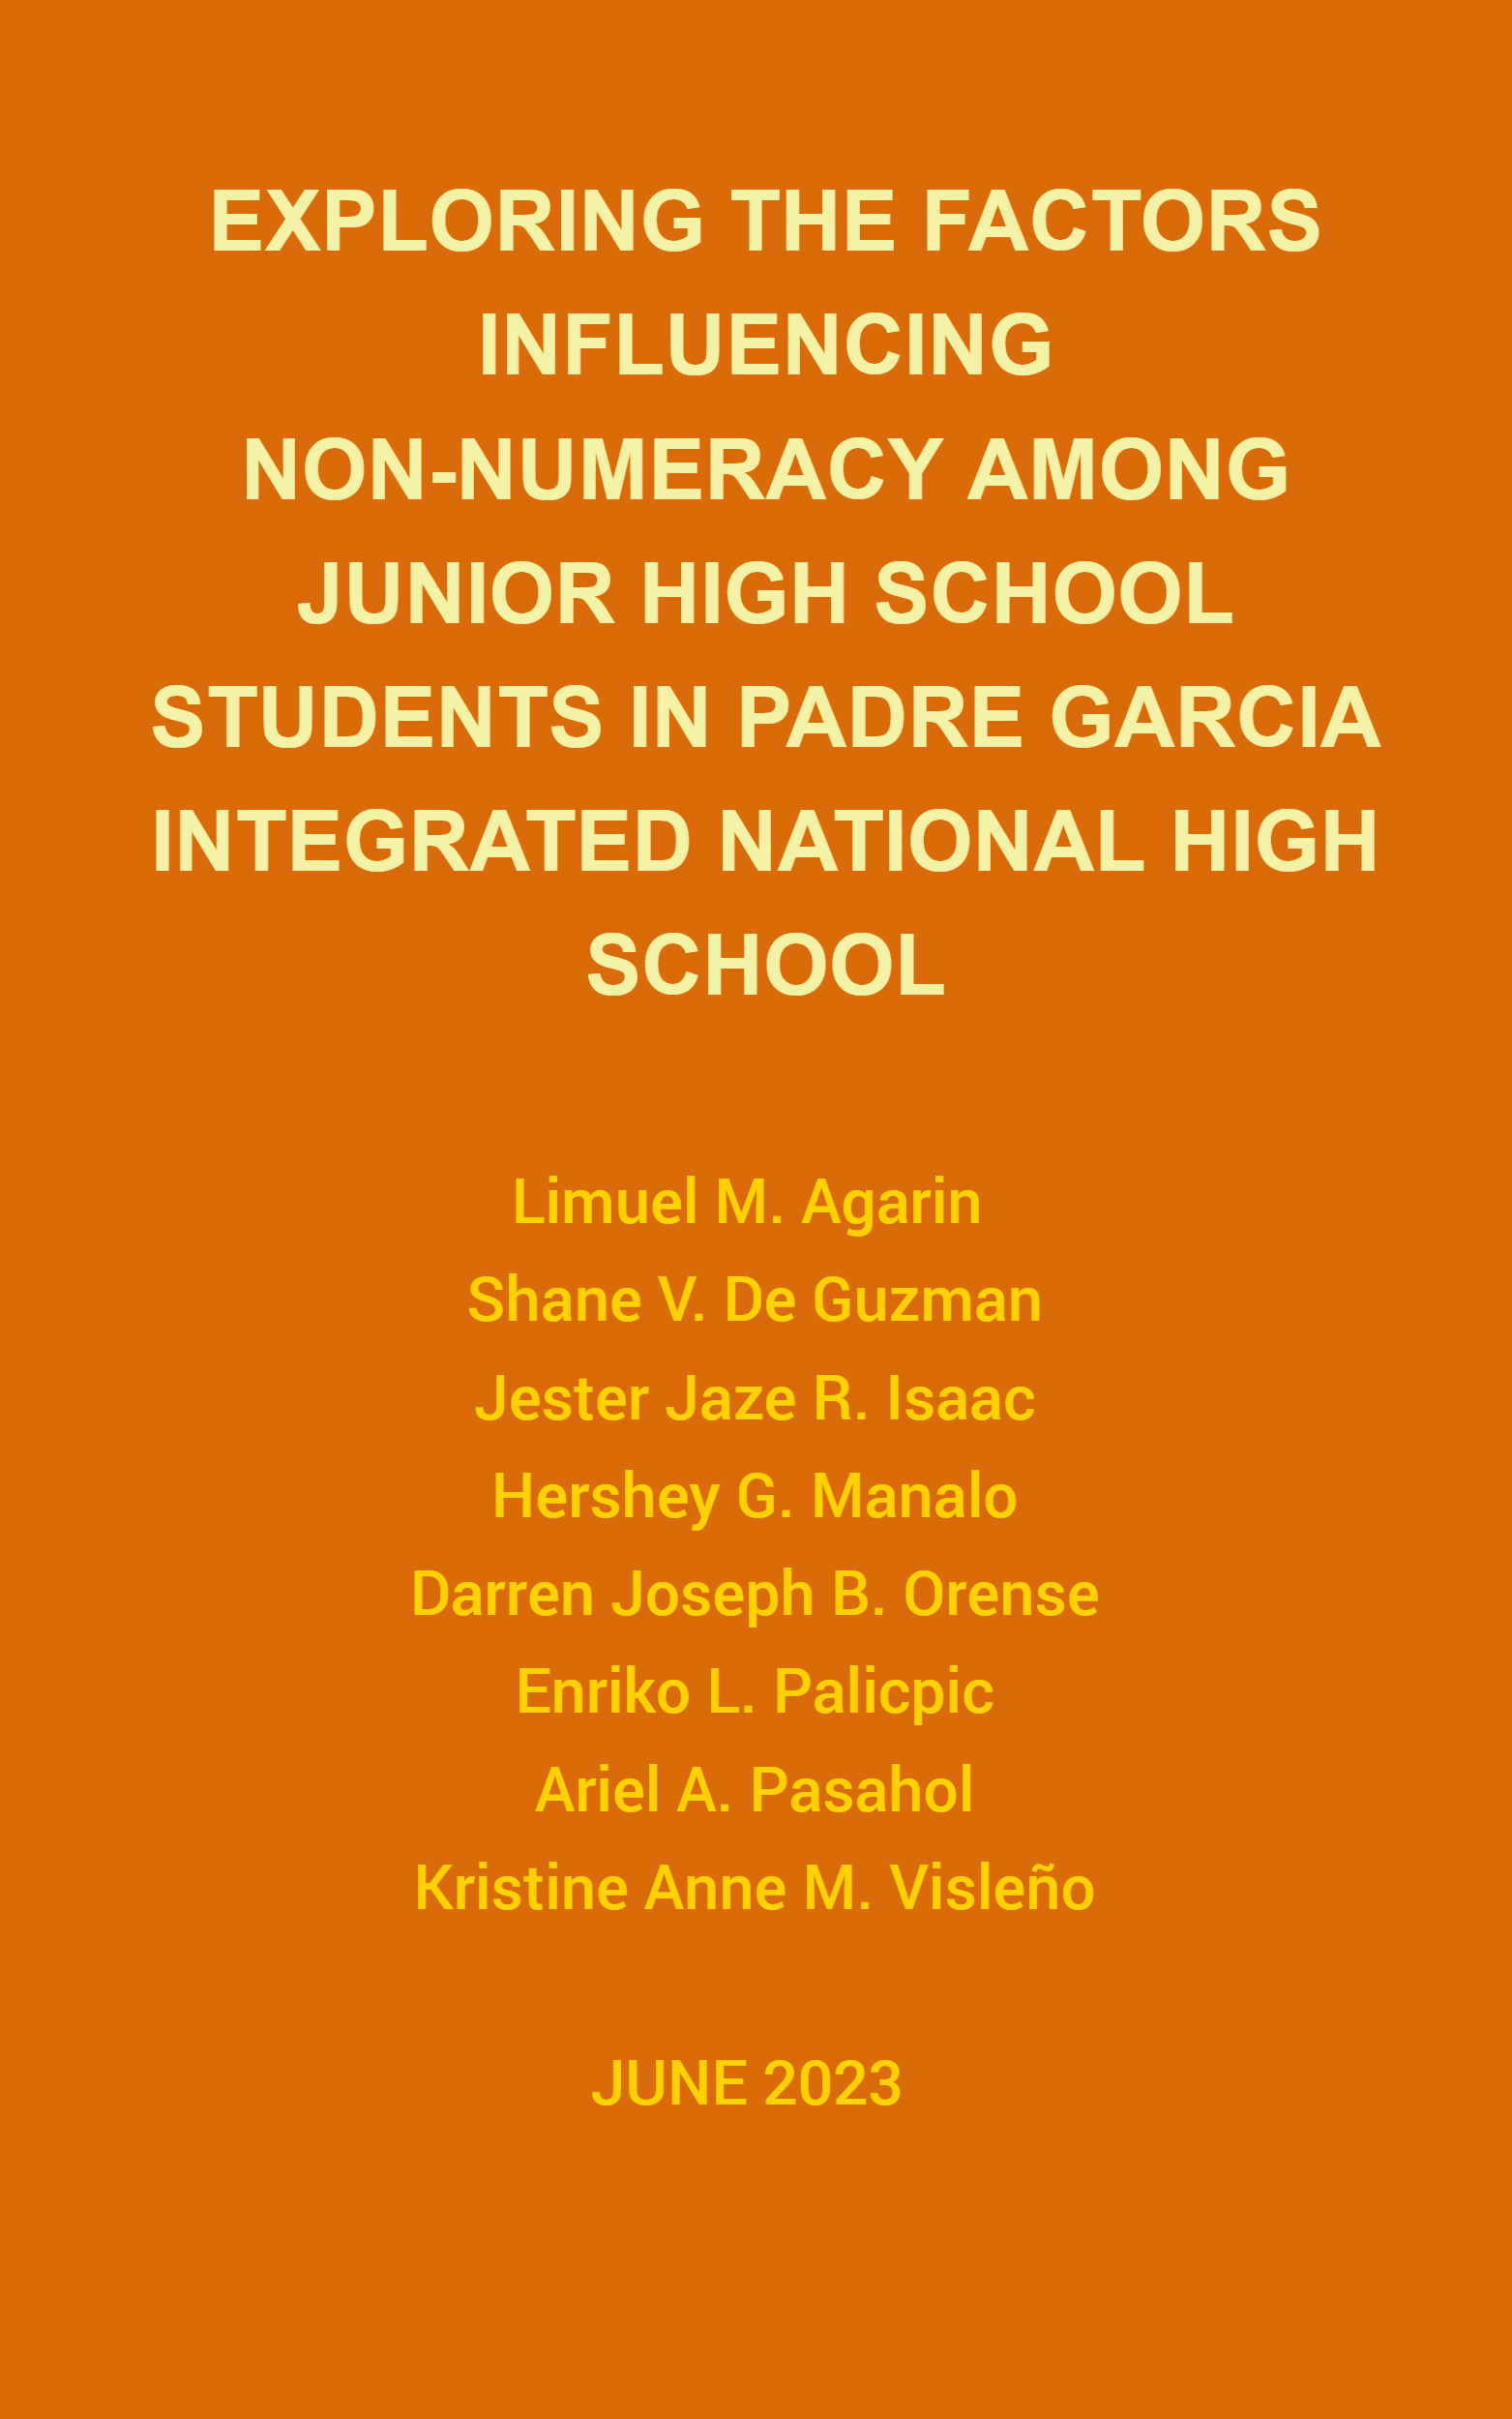 EXPLORING THE FACTORS
INFLUENCING
NON-NUMERACY AMONG
JUNIOR HIGH SCHOOL
STUDENTS IN PADRE GARCIA
INTEGRATED NATIONAL HIGH
SCHOOL
Limuel M. Agarin
Shane V. De Guzman
Jester Jaze R. Isaac
Hershey G. Manalo
Darren Joseph B. Orense
Enriko L. Palicpic
Ariel A. Pasahol
Kristine Anne M. Visleño
JUNE 2023